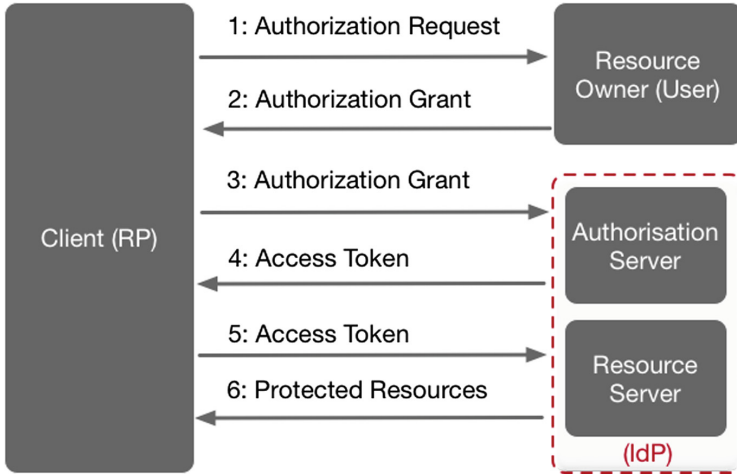 1: Authorization Request
Resource
Owner (User)
2: Authorization Grant
3: Authorization Grant
Client (RP)
Authorisation
Server
4: Access Token
5: Access Token
Resource
Server
6: Protected Resources
(IdP)